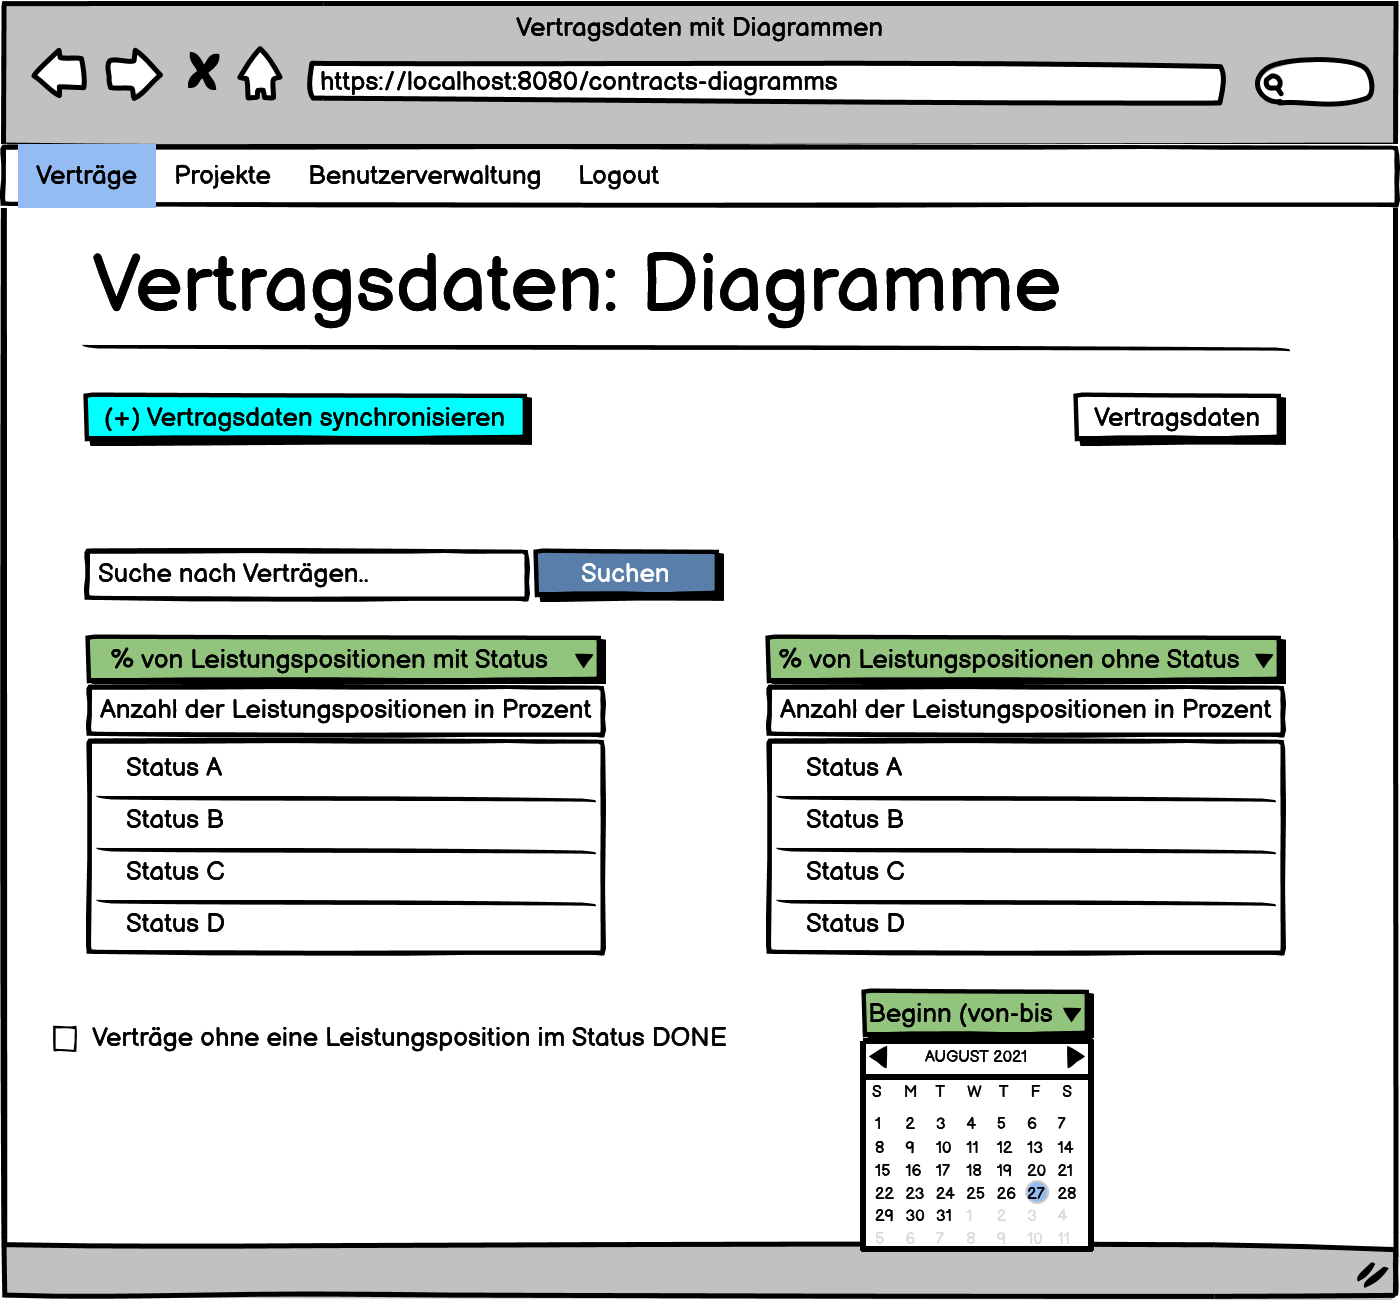 Vertragsdaten mit Diagrammen
https://localhost:8080/contracts-diagramms
Verträge Projekte Benutzerverwaltung Logout
Vertragsdaten: Diagramme
(+) Vertragsdaten synchronisieren
Vertragsdaten
Suche nach Verträgen..
Suchen
% von Leistungspositionen mit Status
Anzahl der Leistungspositionen in Prozent
Status A
Status B
Status C
Status D
% von Leistungspositionen ohne Status
Anzahl der Leistungspositionen in Prozent
Status A
Status B
Status C
Status D
Verträge ohne eine Leistungsposition im Status DONE
Beginn (von-bis
AUGUST 2021
S M T W T F S
1 2 3 4 5 6 7
8 9 10 11 12 13 14
15 16 17 18 19 20 21
22 23 24 25 26 27 28
29 30 31 1 2 3 4
5 6 7 8 9 10 11